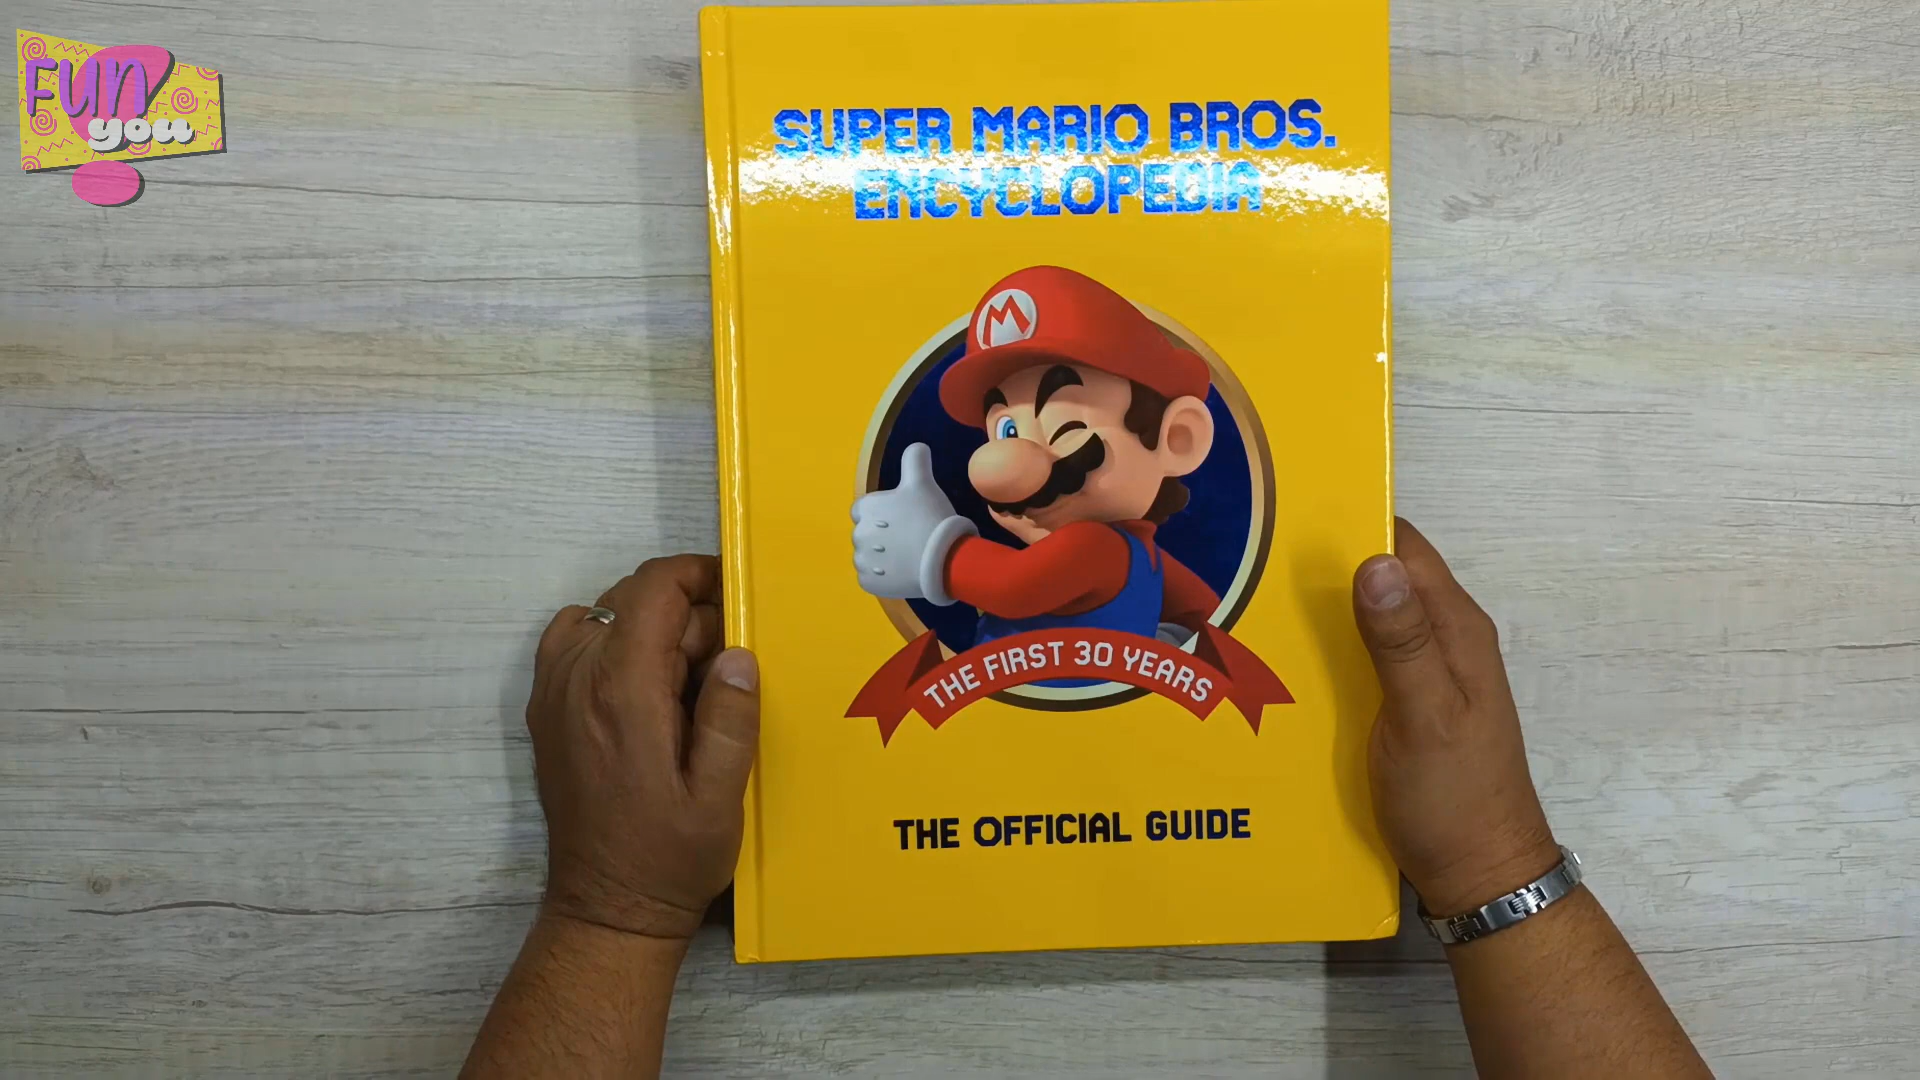 Fun
you
SUPER MARIO BROS.
ENCYCLOPEDIA
M
THE FIRST 30 YEARS
THE OFFICIAL GUIDE